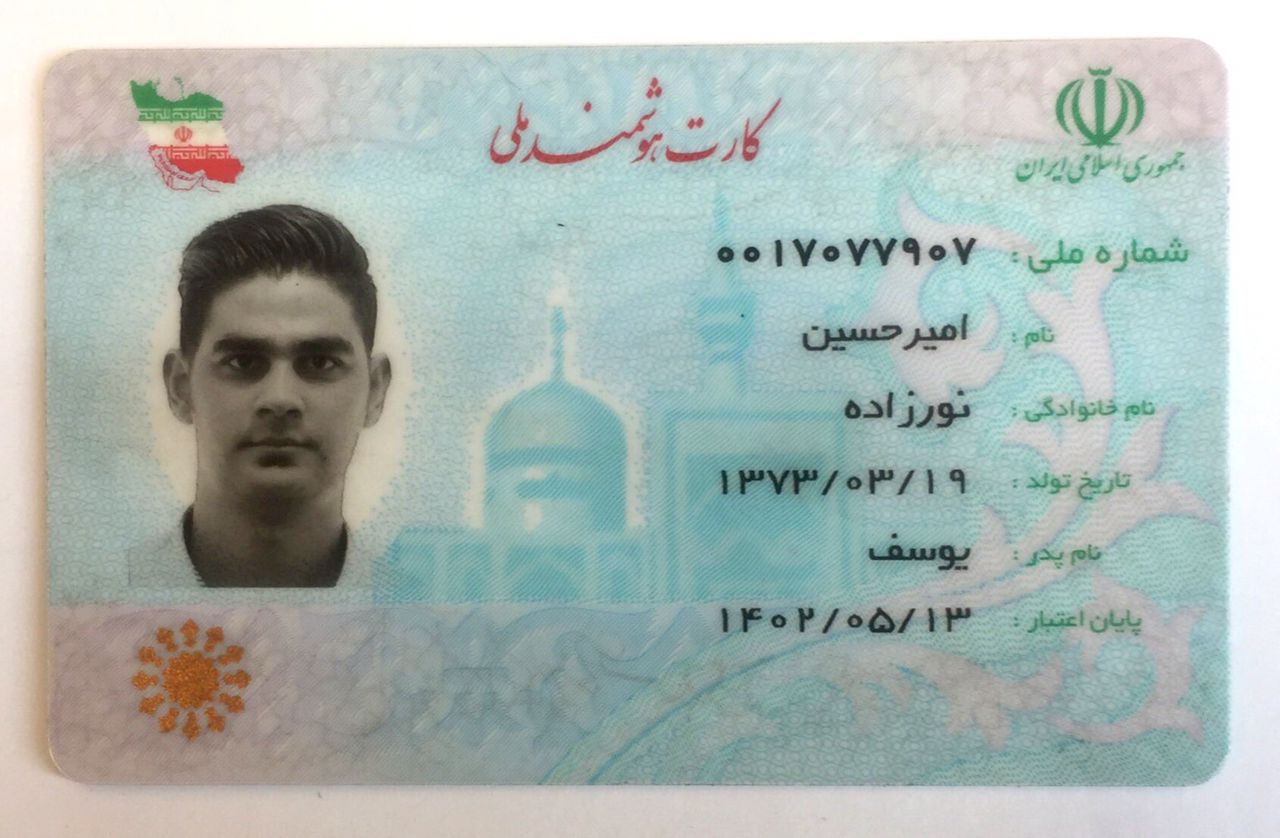 کارت هوشمند ملی
جمهوری اسلامی ایران
شماره ملی : ۰۰۱۷۰۷۷۹۰۷
نام : امیرحسین
نام خانوادگی : نورزاده
تاریخ تولد : ۱۳۷۳/۰۳/۱۹
نام پدر : یوسف
پایان اعتبار : ۱۴۰۲/۰۵/۱۳